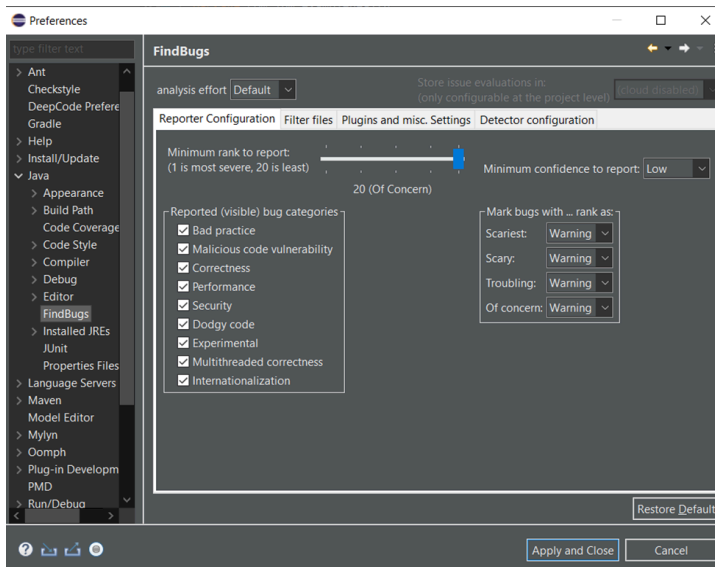 Preferences
type filter text
FindBugs
Ant
Checkstyle
DeepCode Prefere
Gradle
Help
Install/Update
Java
Appearance
Build Path
Code Coverage
Code Style
Compiler
Debug
Editor
FindBugs
Installed JREs
JUnit
Properties Files
Language Servers
Maven
Model Editor
Mylyn
Oomph
Plug-in Developm
PMD
Run/Debug
analysis effort Default
Store issue evaluations in:
(only configurable at the project level) (cloud disabled)
Reporter Configuration Filter files Plugins and misc. Settings Detector configuration
Minimum rank to report:
(1 is most severe, 20 is least)
20 (Of Concern)
Minimum confidence to report: Low
Reported (visible) bug categories
Bad practice
Malicious code vulnerability
Correctness
Performance
Security
Dodgy code
Experimental
Multithreaded correctness
Internationalization
Mark bugs with ... rank as:
Scariest: Warning
Scary: Warning
Troubling: Warning
Of concern: Warning
Restore Default
Apply and Close Cancel